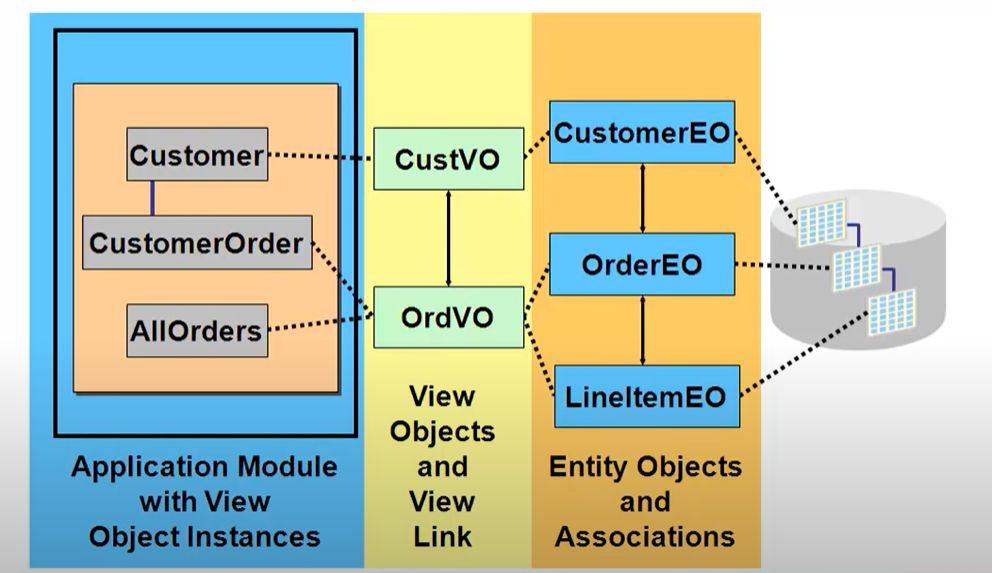 Customer
CustomerOrder
AllOrders
Application Module
with View
Object Instances
CustVO
OrdVO
View
Objects
and
View
Link
CustomerEO
OrderEO
LineItemEO
Entity Objects
and
Associations